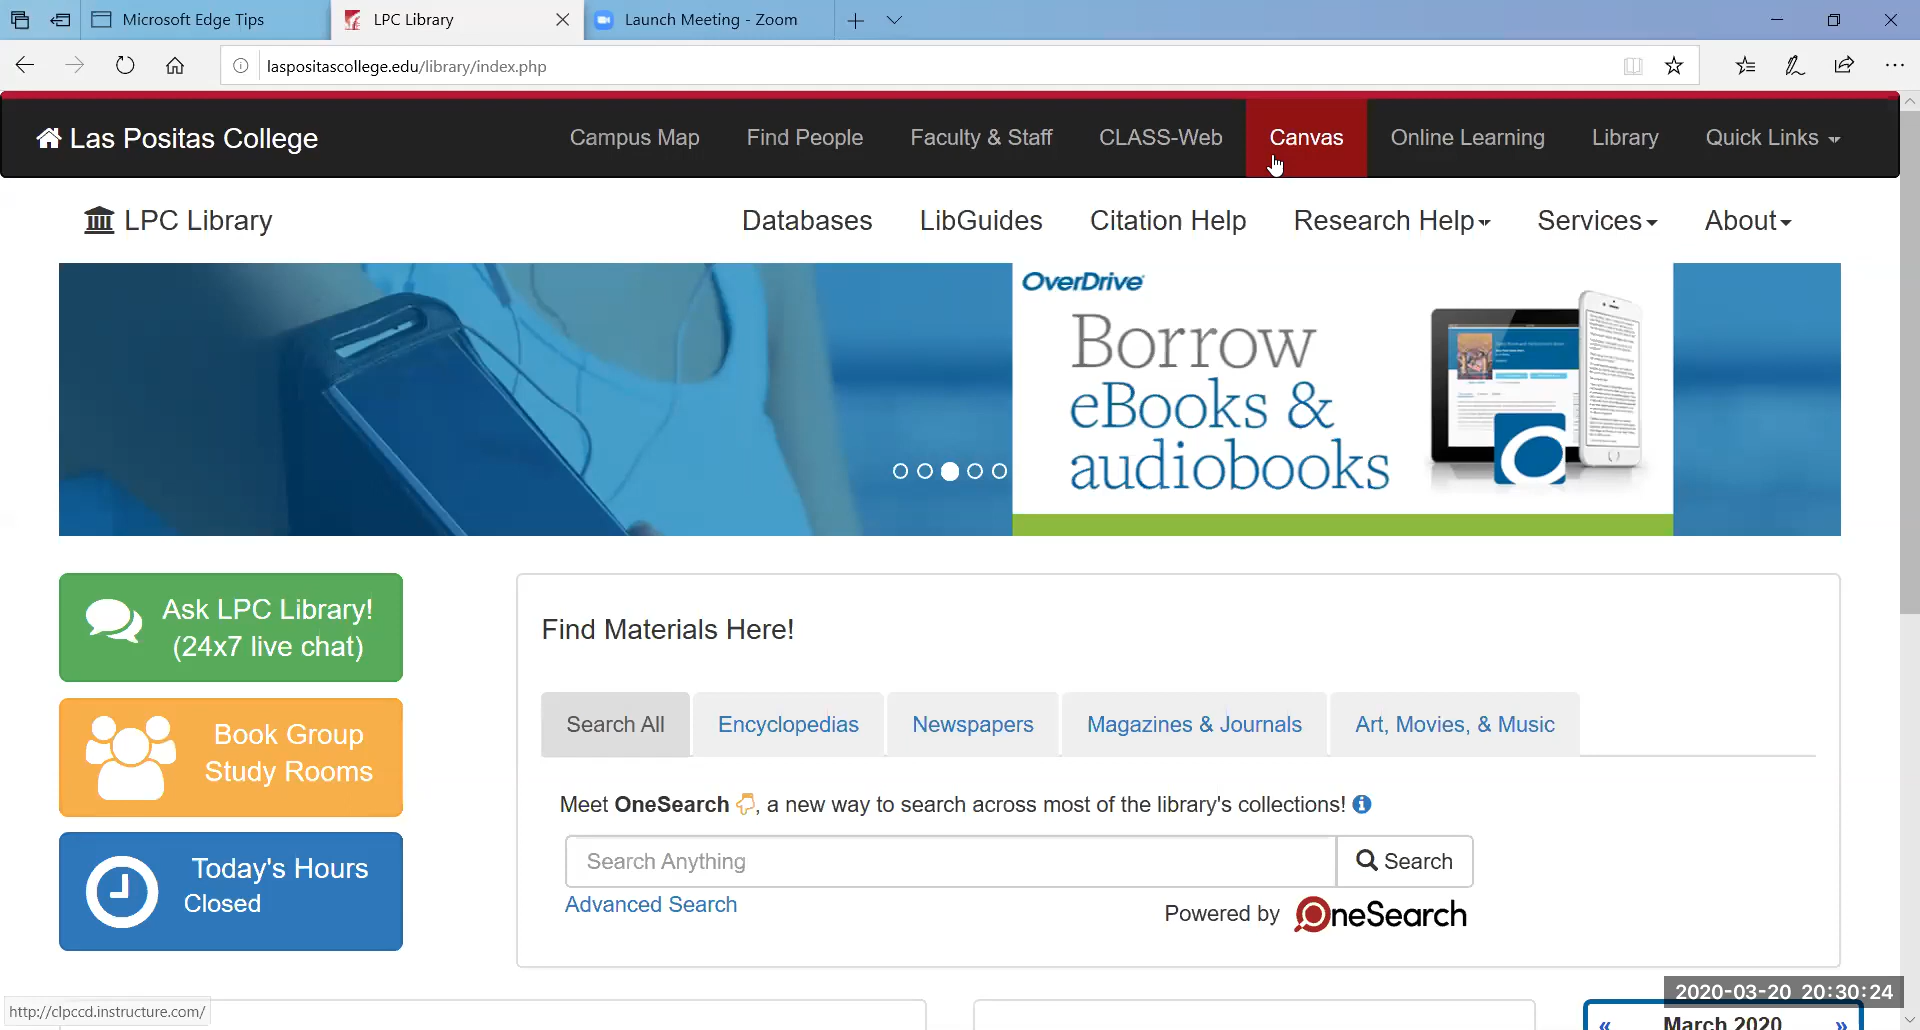 Microsoft Edge Tips
LPC Library
Launch Meeting - Zoom
laspositascollege.edu/library/index.php
Las Positas College
Campus Map
Find People
Faculty & Staff
CLASS-Web
Canvas
Online Learning
Library
Quick Links
LPC Library
Databases
LibGuides
Citation Help
Research Help
Services
About
OverDrive
Borrow
eBooks &
audiobooks
Ask LPC Library!
(24x7 live chat)
Book Group
Study Rooms
Today's Hours
Closed
Find Materials Here!
Search All
Encyclopedias
Newspapers
Magazines & Journals
Art, Movies, & Music
Meet OneSearch 👇, a new way to search across most of the library's collections!
Search Anything
Search
Advanced Search
Powered by OneSearch
2020-03-20 20:30:24
http://clpccd.instructure.com/
« March 2020 »